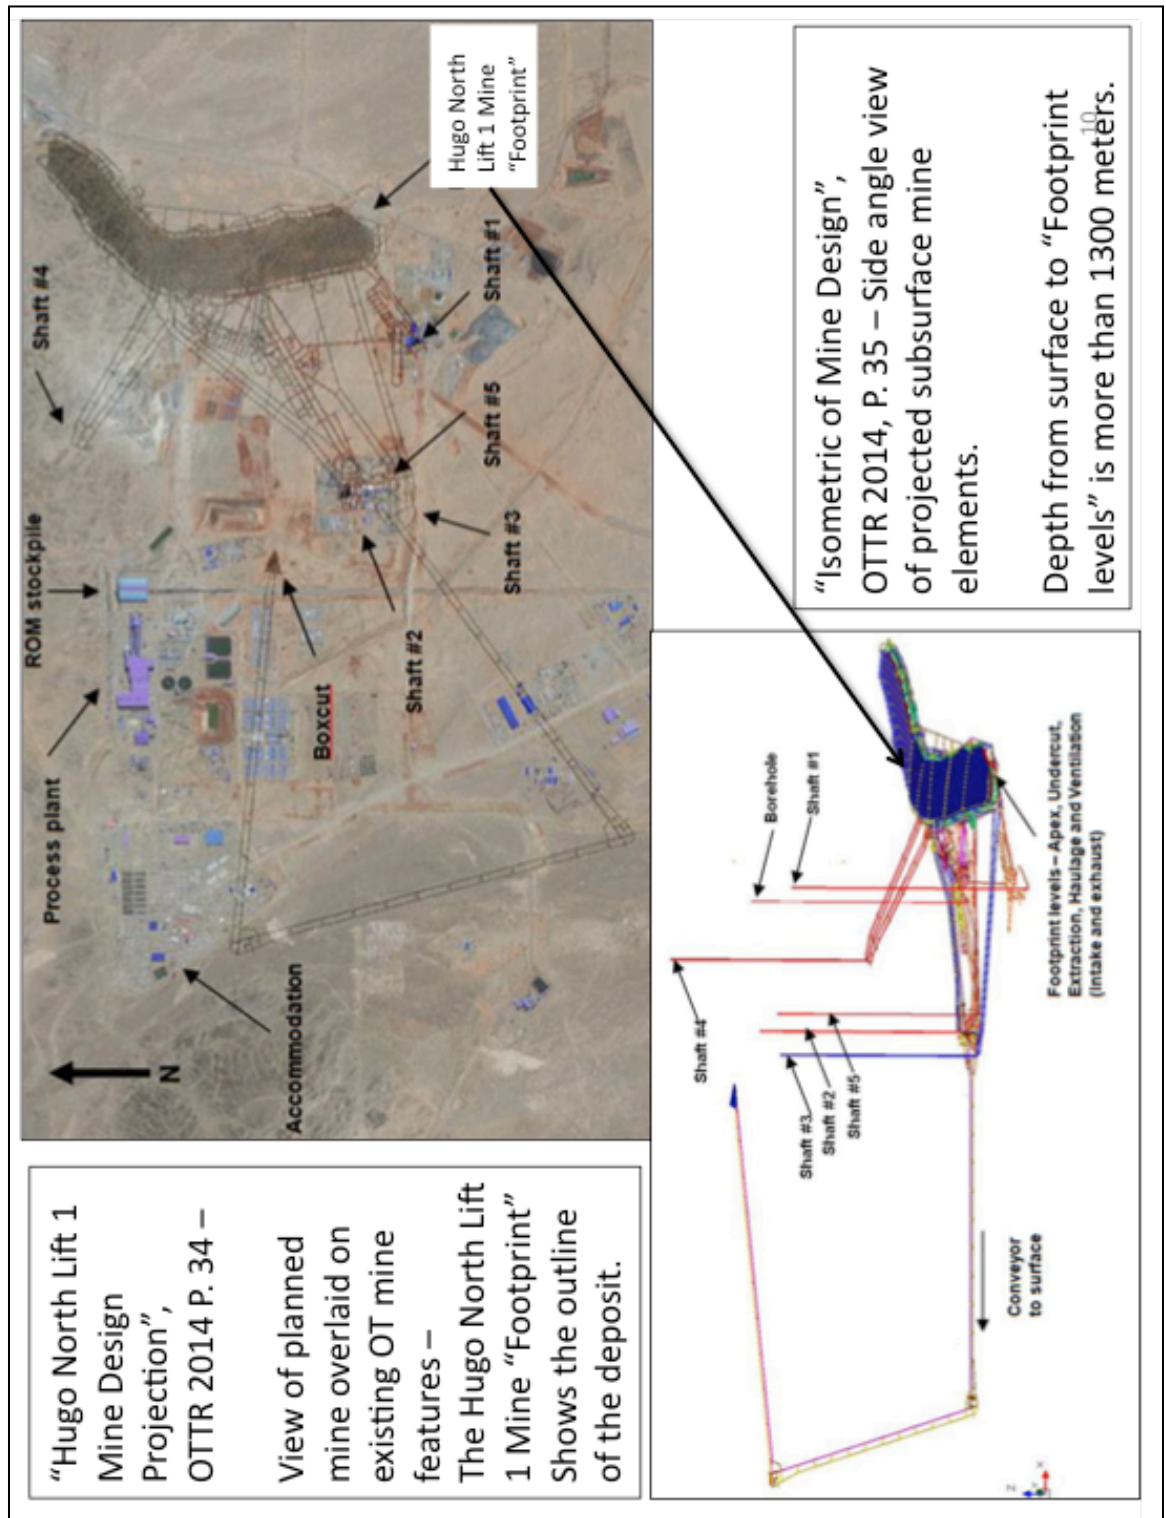 “Hugo North Lift 1
Mine Design
Projection”,
OTTR 2014 P. 34 –
View of planned
mine overlaid on
existing OT mine
features –
The Hugo North Lift
1 Mine “Footprint”
Shows the outline
of the deposit.
N
Accommodation
Process plant
ROM stockpile
Shaft #4
Boxcut
Shaft #2
Shaft #3
Shaft #5
Shaft #1
Hugo North
Lift 1 Mine
“Footprint”
Shaft #4
Shaft #3
Shaft #2
Shaft #5
Borehole
Shaft #1
Conveyor
to surface
Footprint levels – Apex, Undercut,
Extraction, Haulage and Ventilation
(Intake and exhaust)
Z
X
“Isometric of Mine Design”,
OTTR 2014, P. 35 – Side angle view
of projected subsurface mine
elements.
Depth from surface to “Footprint
levels” is more than 1300 meters.
10